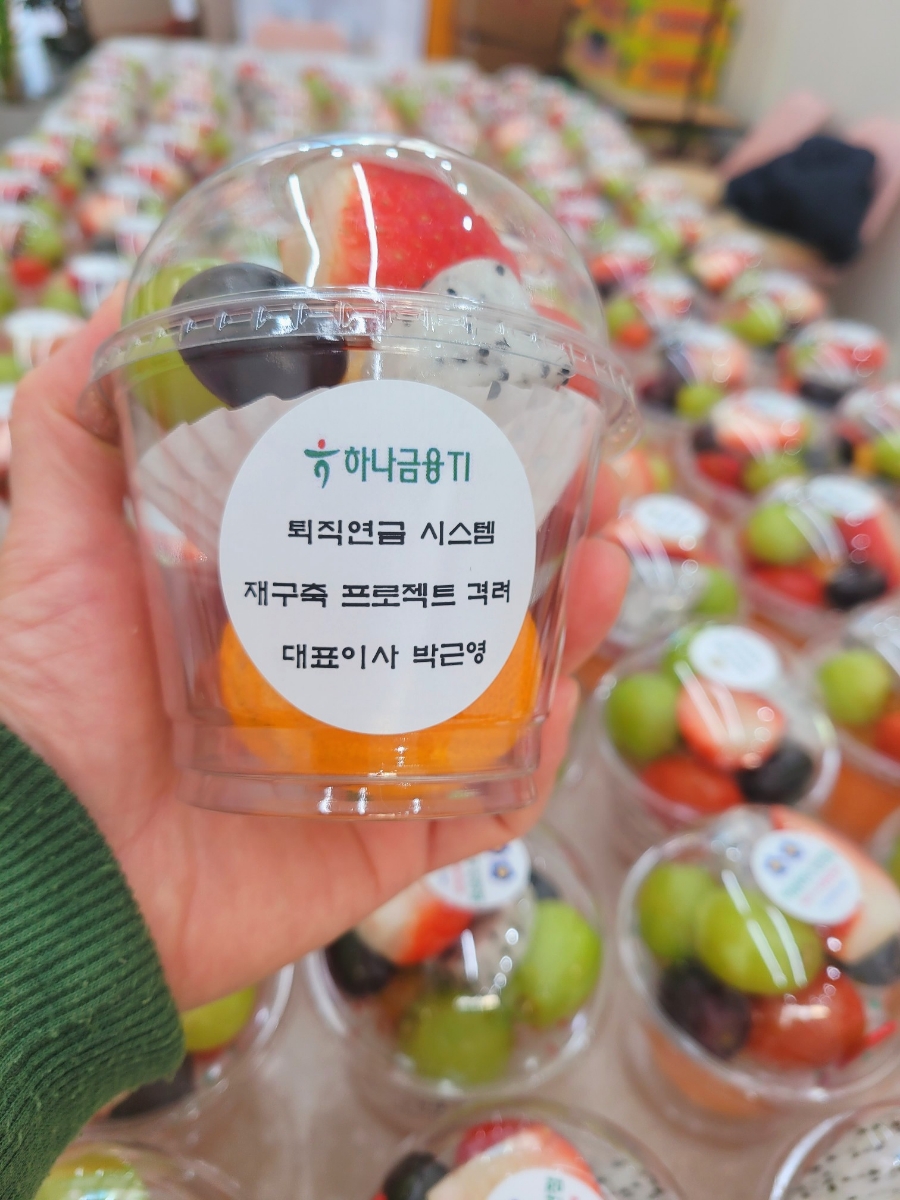 하나금융TI
퇴직연금 시스템
재구축 프로젝트 격려
대표이사 박근영